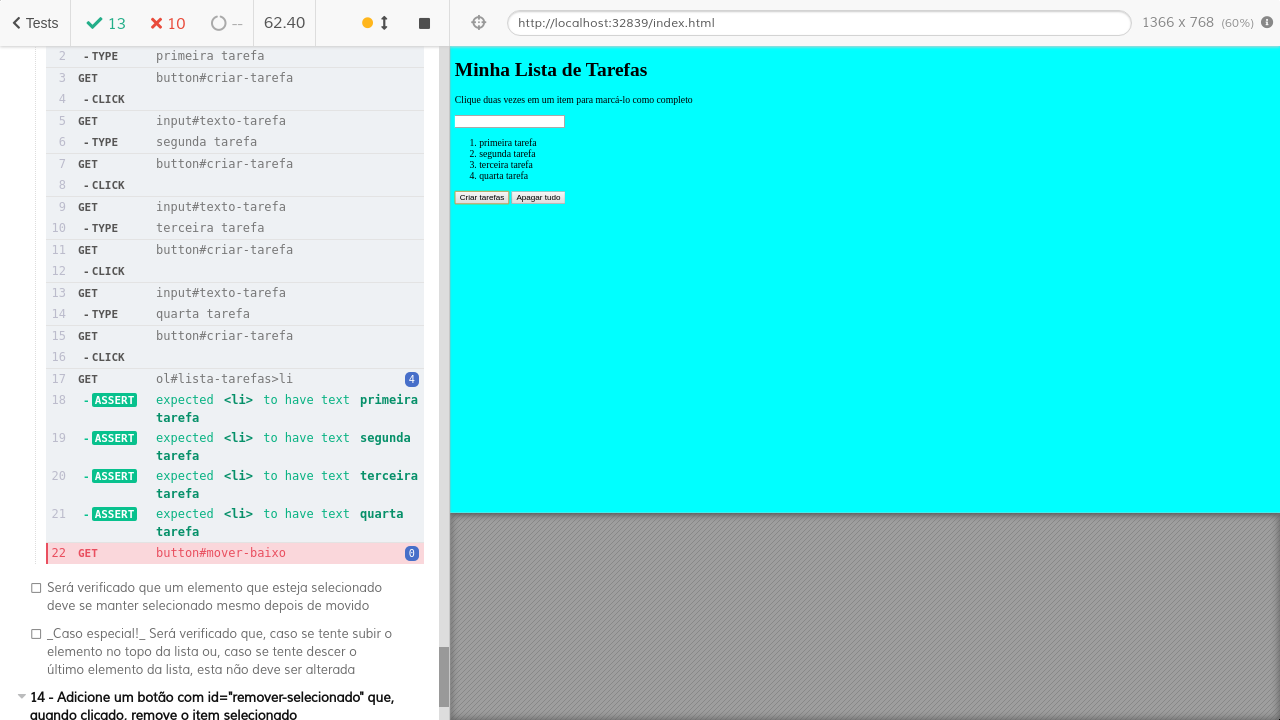 Tests 13 10 -- 62.40 http://localhost:32839/index.html 1366 x 768 (60%)
2 - TYPE primeira tarefa
3 GET button#criar-tarefa
4 - CLICK
5 GET input#texto-tarefa
6 - TYPE segunda tarefa
7 GET button#criar-tarefa
8 - CLICK
9 GET input#texto-tarefa
10 - TYPE terceira tarefa
11 GET button#criar-tarefa
12 - CLICK
13 GET input#texto-tarefa
14 - TYPE quarta tarefa
15 GET button#criar-tarefa
16 - CLICK
17 GET ol#lista-tarefas>li 4
18 - ASSERT expected <li> to have text primeira
tarefa
19 - ASSERT expected <li> to have text segunda
tarefa
20 - ASSERT expected <li> to have text terceira
tarefa
21 - ASSERT expected <li> to have text quarta
tarefa
22 GET button#mover-baixo 0
Será verificado que um elemento que esteja selecionado
deve se manter selecionado mesmo depois de movido
_Caso especial!_ Será verificado que, caso se tente subir o
elemento no topo da lista ou, caso se tente descer o
último elemento da lista, esta não deve ser alterada
14 - Adicione um botão com id="remover-selecionado" que,
quando clicado, remove o item selecionado
Minha Lista de Tarefas
Clique duas vezes em um item para marcá-lo como completo
1. primeira tarefa
2. segunda tarefa
3. terceira tarefa
4. quarta tarefa
Criar tarefas Apagar tudo